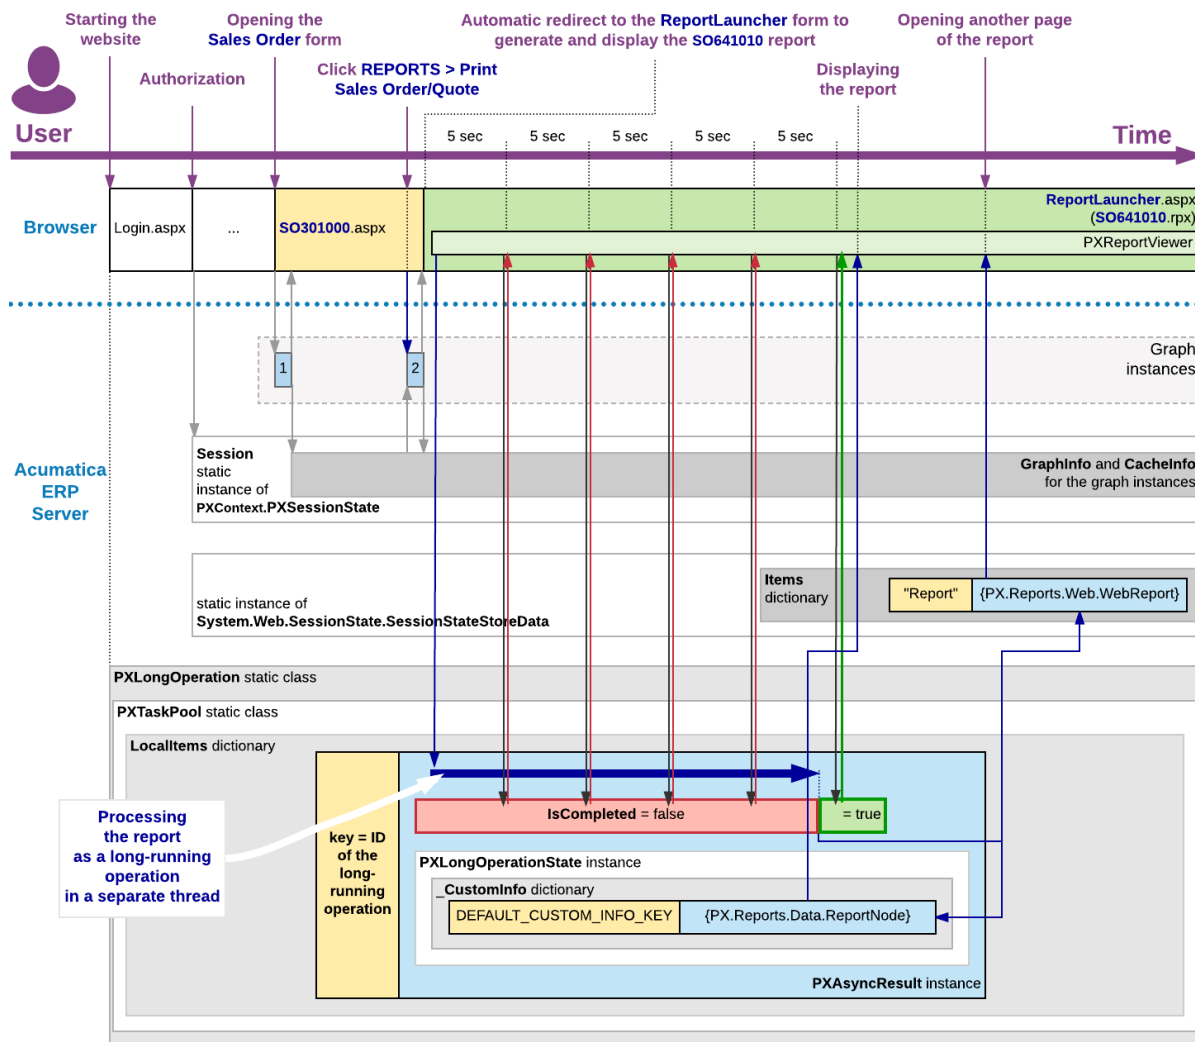 Starting the
website
Opening the
Sales Order form
Automatic redirect to the ReportLauncher form to
generate and display the SO641010 report
Opening another page
of the report
Authorization
Click REPORTS > Print
Sales Order/Quote
Displaying
the report
User
5 sec
5 sec
5 sec
5 sec
5 sec
Time
Browser
Login.aspx
...
SO301000.aspx
ReportLauncher.aspx
(SO641010.rpx)
PXReportViewer
Graph
instances
1
2
Acumatica
ERP
Server
Session
static
instance of
PXContext.PXSessionState
GraphInfo and CacheInfo
for the graph instances
static instance of
System.Web.SessionState.SessionStateStoreData
Items
dictionary
"Report"
{PX.Reports.Web.WebReport}
PXLongOperation static class
PXTaskPool static class
LocalItems dictionary
Processing
the report
as a long-running
operation
in a separate thread
key = ID
of the
long-
running
operation
IsCompleted = false
= true
PXLongOperationState instance
_CustomInfo dictionary
DEFAULT_CUSTOM_INFO_KEY
{PX.Reports.Data.ReportNode}
PXAsyncResult instance